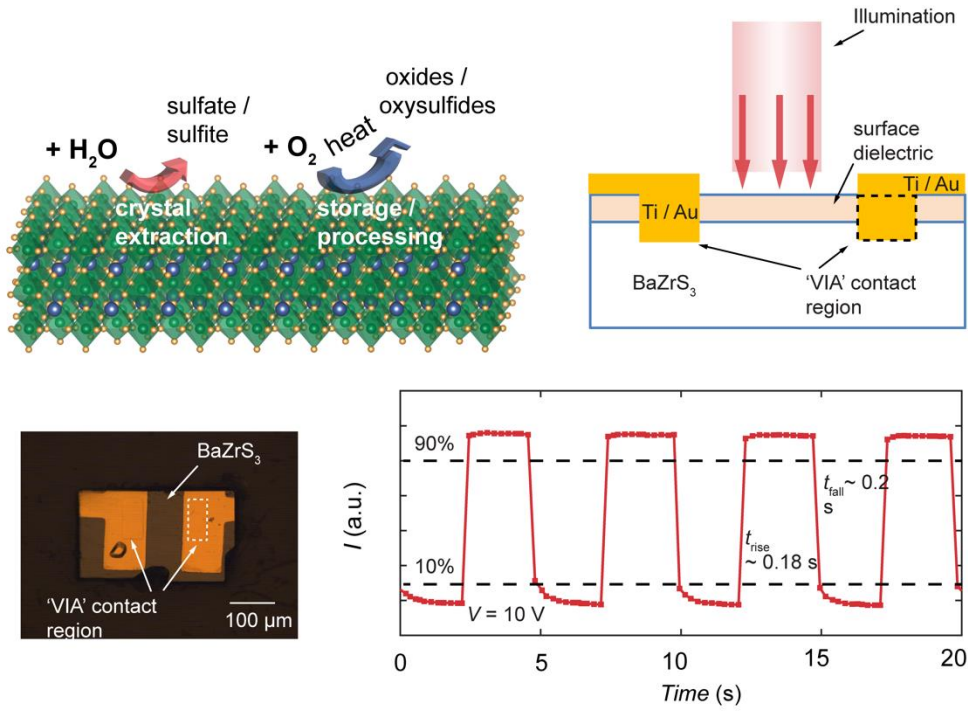 + H₂O
sulfate /
sulfite
+ O₂
heat
oxides /
oxysulfides
crystal
extraction
storage /
processing
Illumination
surface
dielectric
Ti / Au
Ti / Au
BaZrS₃
'VIA' contact
region
BaZrS₃
'VIA' contact
region
100 µm
I (a.u.)
90%
10%
V = 10 V
t_rise
~ 0.18 s
t_fall ~ 0.2
s
0
5
10
15
20
Time (s)